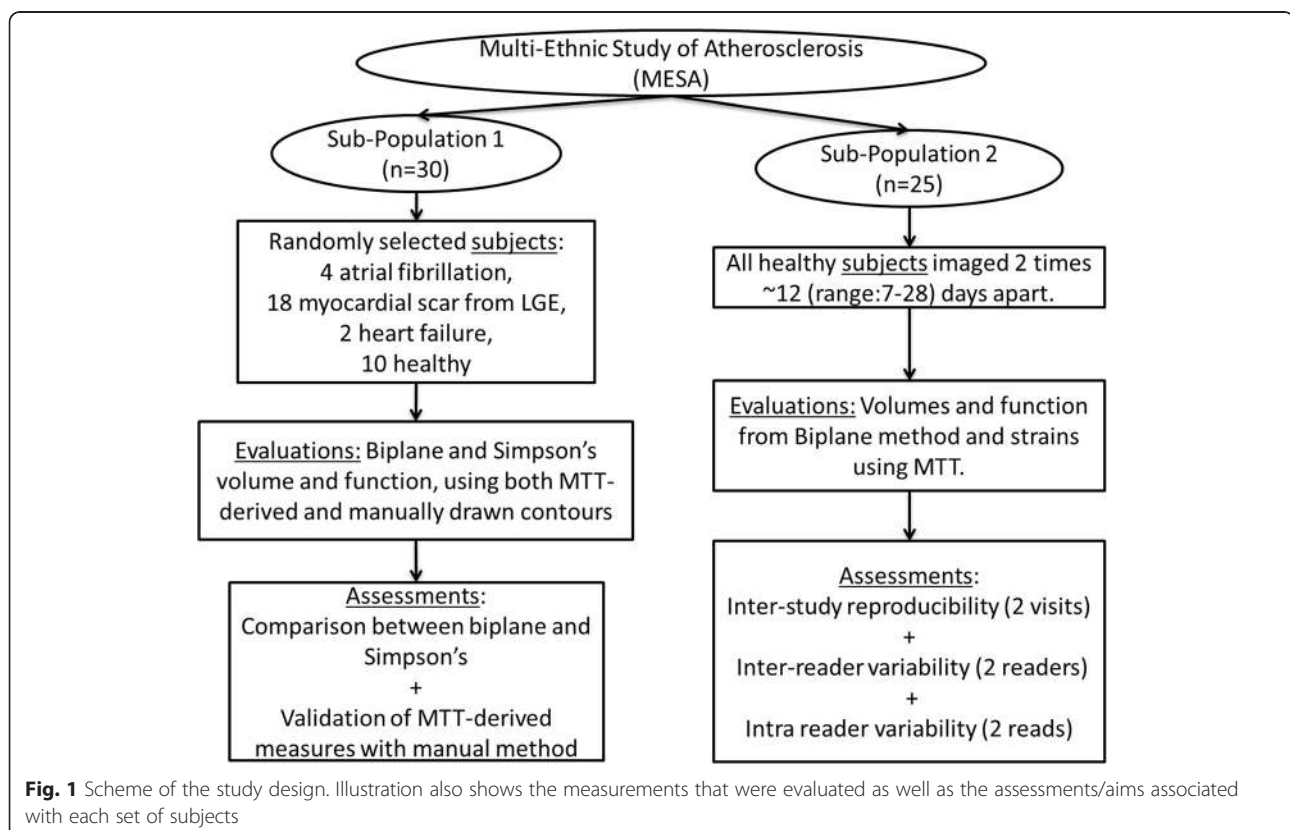 Multi-Ethnic Study of Atherosclerosis
(MESA)
Sub-Population 1
(n=30)
Randomly selected subjects:
4 atrial fibrillation,
18 myocardial scar from LGE,
2 heart failure,
10 healthy
Evaluations: Biplane and Simpson's
volume and function, using both MTT-
derived and manually drawn contours
Assessments:
Comparison between biplane and
Simpson's
+
Validation of MTT-derived
measures with manual method
Sub-Population 2
(n=25)
All healthy subjects imaged 2 times
~12 (range:7-28) days apart.
Evaluations: Volumes and function
from Biplane method and strains
using MTT.
Assessments:
Inter-study reproducibility (2 visits)
+
Inter-reader variability (2 readers)
+
Intra reader variability (2 reads)
Fig. 1 Scheme of the study design. Illustration also shows the measurements that were evaluated as well as the assessments/aims associated
with each set of subjects